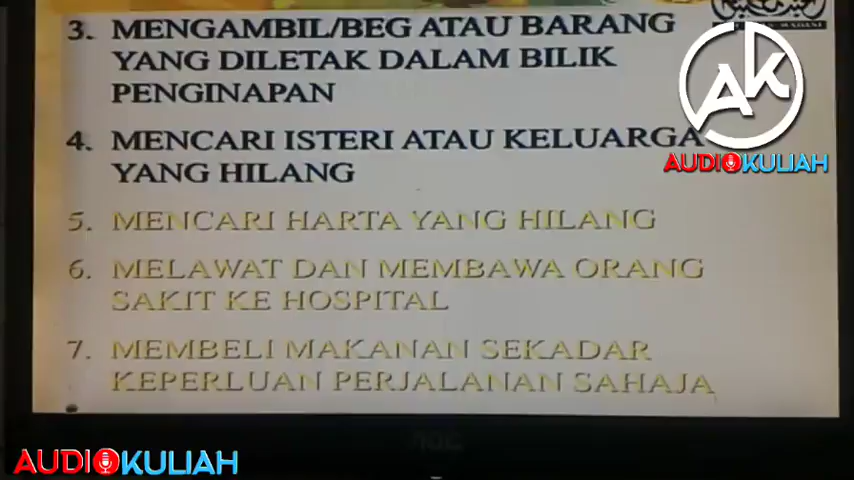 3. MENGAMBIL/BEG ATAU BARANG
YANG DILETAK DALAM BILIK
PENGINAPAN
4. MENCARI ISTERI ATAU KELUARGA
YANG HILANG
5. MENCARI HARTA YANG HILANG
6. MELAWAT DAN MEMBAWA ORANG
SAKIT KE HOSPITAL
7. MEMBELI MAKANAN SEKADAR
KEPERLUAN PERJALANAN SAHAJA
AK
AUDIOKULIAH
AUDIOKULIAH